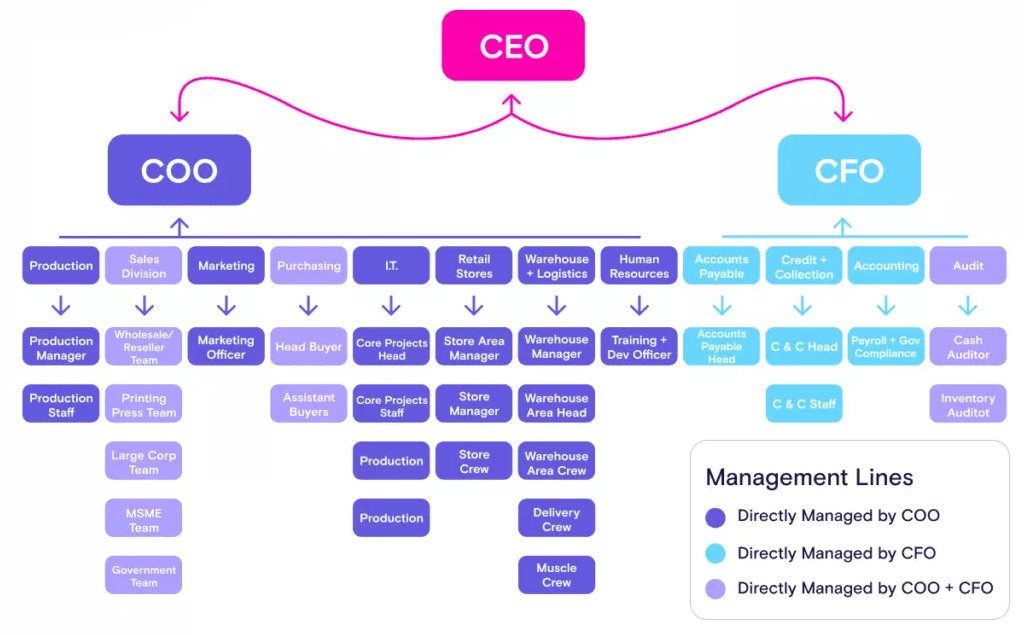 CEO
COO
CFO
Production
Sales
Division
Marketing
Purchasing
I.T.
Retail
Stores
Warehouse
+ Logistics
Human
Resources
Accounts
Payable
Credit +
Collection
Accounting
Audit
Production
Manager
Wholesale/
Reseller
Team
Marketing
Officer
Head Buyer
Core Projects
Head
Store Area
Manager
Warehouse
Manager
Training +
Dev Officer
Accounts
Payable
Head
C & C Head
Payroll + Gov
Compliance
Cash
Auditor
Production
Staff
Printing
Press Team
Assistant
Buyers
Core Projects
Staff
Store
Manager
Warehouse
Area Head
C & C Staff
Inventory
Auditot
Large Corp
Team
Production
Store
Crew
Warehouse
Area Crew
MSME
Team
Production
Delivery
Crew
Government
Team
Muscle
Crew
Management Lines
Directly Managed by COO
Directly Managed by CFO
Directly Managed by COO + CFO